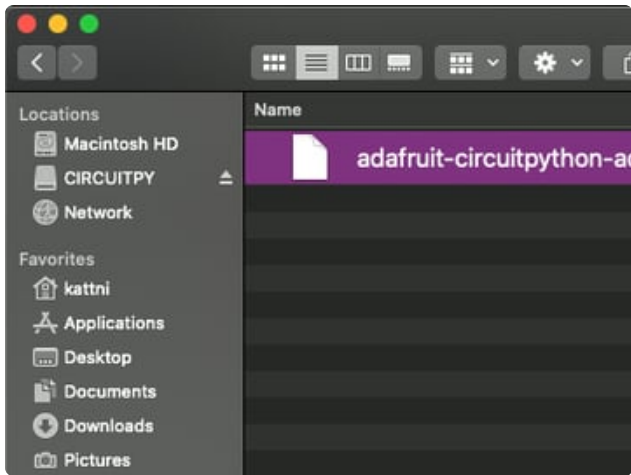 Name
Locations
Macintosh HD
CIRCUITPY
Network
Favorites
kattni
Applications
Desktop
Documents
Downloads
Pictures
adafruit-circuitpython-a